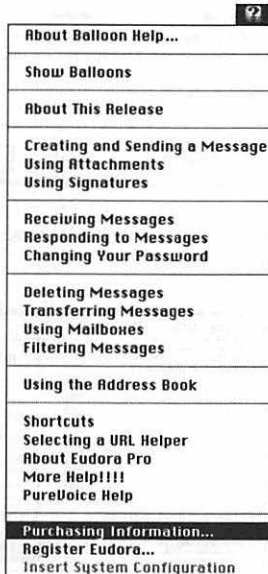 ?
About Balloon Help...
Show Balloons
About This Release
Creating and Sending a Message
Using Attachments
Using Signatures
Receiving Messages
Responding to Messages
Changing Your Password
Deleting Messages
Transferring Messages
Using Mailboxes
Filtering Messages
Using the Address Book
Shortcuts
Selecting a URL Helper
About Eudora Pro
More Help!!!!
PureVoice Help
Purchasing Information...
Register Eudora...
Insert System Configuration